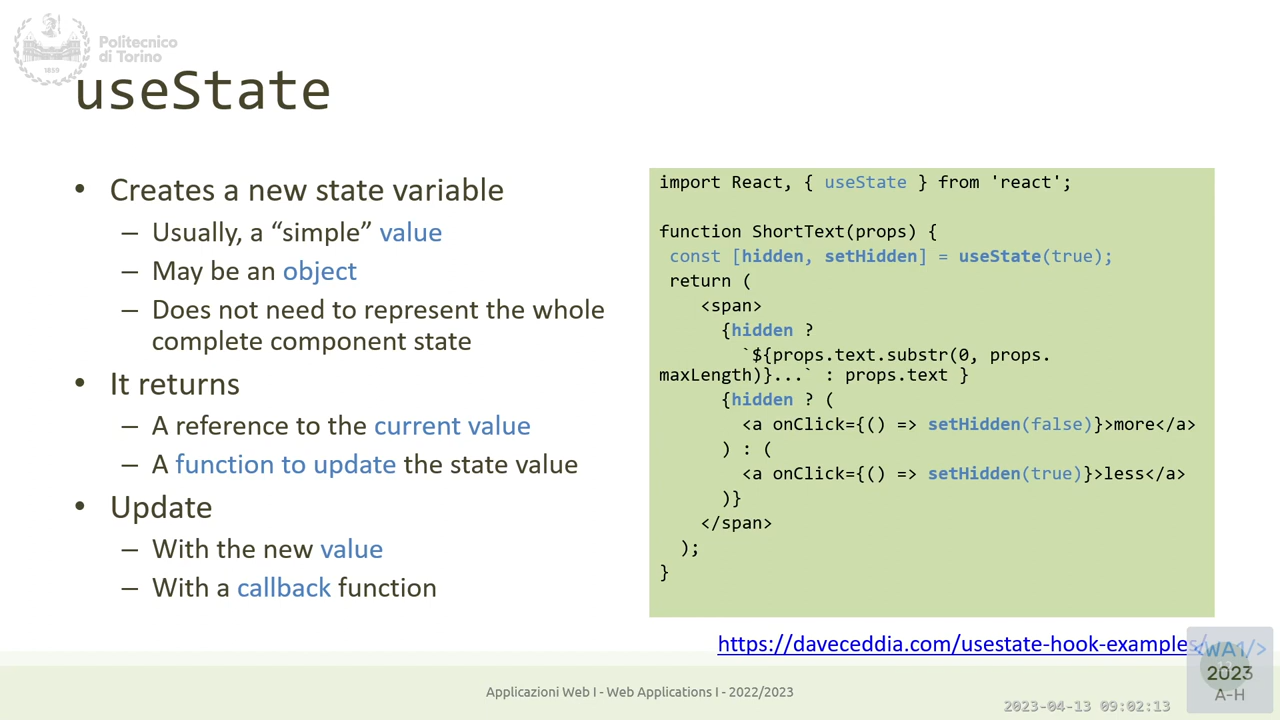 Politecnico
di Torino
1859
useState
• Creates a new state variable
– Usually, a “simple” value
– May be an object
– Does not need to represent the whole
complete component state
• It returns
– A reference to the current value
– A function to update the state value
• Update
– With the new value
– With a callback function
import React, { useState } from 'react';
function ShortText(props) {
const [hidden, setHidden] = useState(true);
return (
<span>
{hidden ?
`${props.text.substr(0, props.
maxLength)}...` : props.text }
{hidden ? (
<a onClick={() => setHidden(false)}>more</a>
) : (
<a onClick={() => setHidden(true)}>less</a>
)}
</span>
);
}
https://daveceddia.com/usestate-hook-examples/
Applicazioni Web I - Web Applications I - 2022/2023
<WA1/>
2023
A-H
2023-04-13 09:02:13